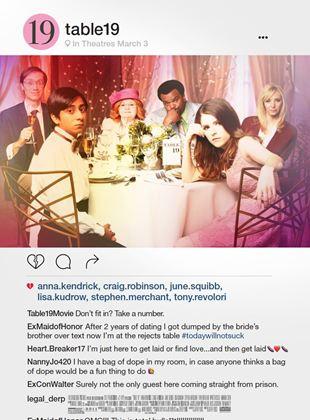 19
table19
In Theatres March 3
TABLE
19
anna.kendrick, craig.robinson, june.squibb,
lisa.kudrow, stephen.merchant, tony.revolori
Table19Movie Don't fit in? Take a number.
ExMaidofHonor After 2 years of dating I got dumped by the bride's
brother over text now I'm at the rejects table #todaywillnotsuck
Heart.Breaker17 I'm just here to get laid or find love...and then get laid
NannyJo420 I have a bag of dope in my room, in case anyone thinks a bag
of dope would be a fun thing to do
ExConWalter Surely not the only guest here coming straight from prison.
legal_derp